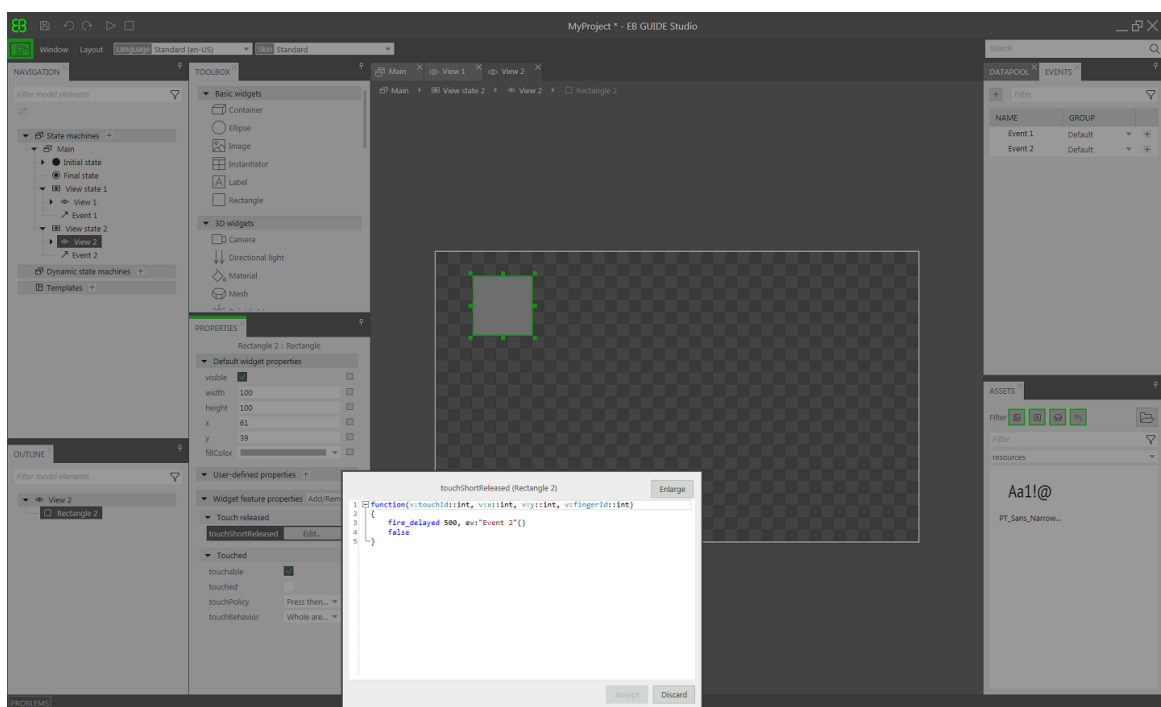 EB
MyProject * - EB GUIDE Studio
Window Layout Language Standard (en-US) Skin Standard
Search
NAVIGATION
Filter model elements
State machines +
Main
Initial state
Final state
View state 1
View 1
Event 1
View state 2
View 2
Event 2
Dynamic state machines +
Templates +
OUTLINE
Filter model elements
View 2
Rectangle 2
PROBLEMS
TOOLBOX
Basic widgets
Container
Ellipse
Image
Instantiator
A Label
Rectangle
3D widgets
Camera
Directional light
Material
Mesh
PROPERTIES
Rectangle 2 : Rectangle
Default widget properties
visible
width 100
height 100
x 61
y 39
fillColor
User-defined properties +
Widget feature properties Add/Rem
Touch released
touchShortReleased Edit...
Touched
touchable
touched
touchPolicy Press then...
touchBehavior Whole are...
Main View 1 View 2
Main View state 2 View 2 Rectangle 2
touchShortReleased (Rectangle 2)
Enlarge
1 function(v:touchId::int, v:x::int, v:y::int, v:fingerId::int)
2 {
3 fire_delayed 500, ev:"Event 2"()
4 false
5 }
Accept Discard
DATAPOOL EVENTS
+ Filter
NAME GROUP
Event 1 Default
Event 2 Default
ASSETS
Filter Ps
Filter
resources
Aa1!@
PT_Sans_Narrow...